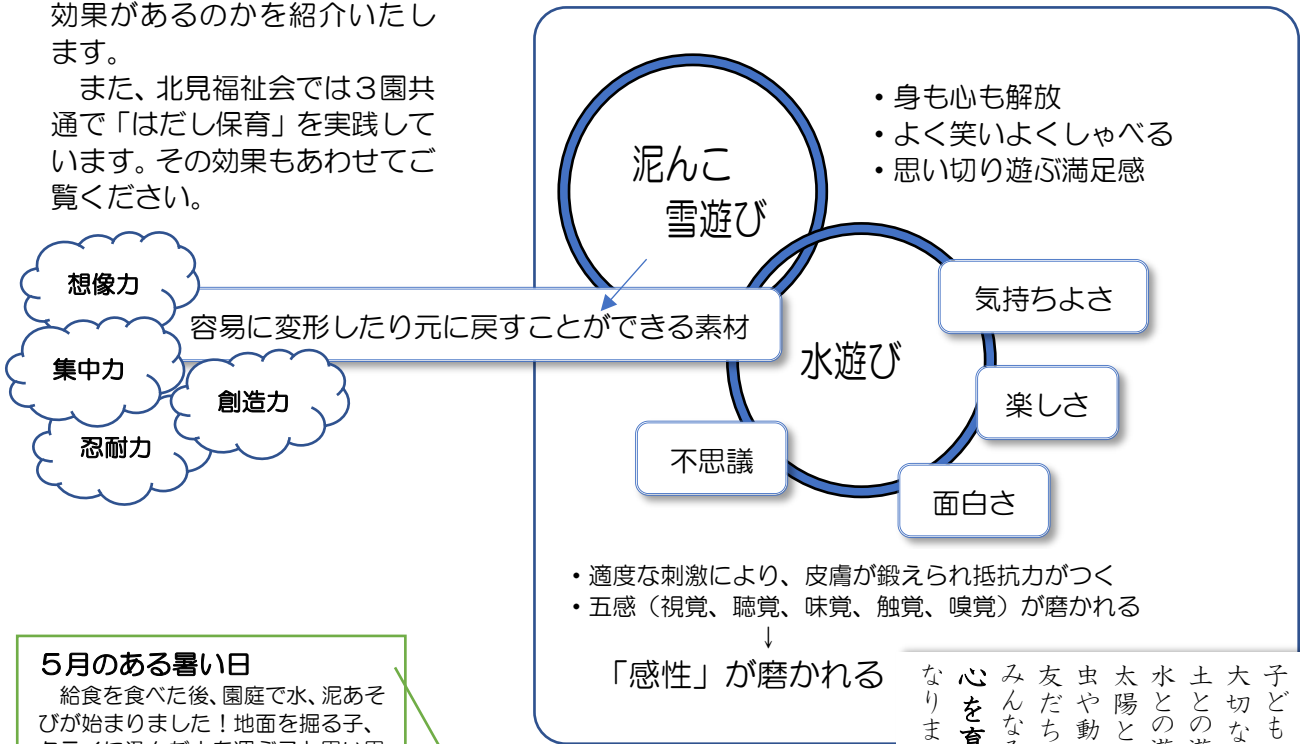 効果があるのかを紹介いたし
ます。
また、北見福祉会では３園共
通で「はだし保育」を実践して
います。その効果もあわせてご
覧ください。
想像力
集中力
創造力
忍耐力
泥んこ
雪遊び
・身も心も解放
・よく笑いよくしゃべる
・思い切り遊ぶ満足感
容易に変形したり元に戻すことができる素材
水遊び
気持ちよさ
楽しさ
面白さ
不思議
・適度な刺激により、皮膚が鍛えられ抵抗力がつく
・五感（視覚、聴覚、味覚、触覚、嗅覚）が磨かれる
↓
「感性」が磨かれる
５月のある暑い日
給食を食べた後、園庭で水、泥あそ
びが始まりました！地面を掘る子、
子ども
大切な
土との遊
水との遊
太陽と
虫や動
友だち
みんな
心を育
なりま